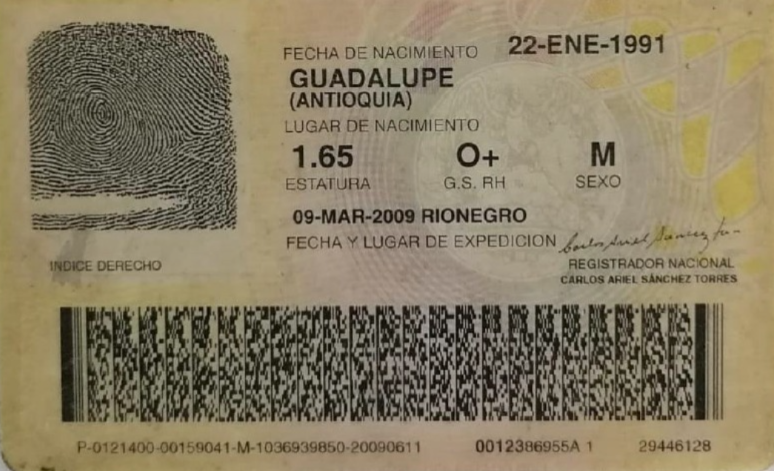 FECHA DE NACIMIENTO 22-ENE-1991
GUADALUPE
(ANTIOQUIA)
LUGAR DE NACIMIENTO
1.65 O+ M
ESTATURA G.S. RH SEXO
09-MAR-2009 RIONEGRO
FECHA Y LUGAR DE EXPEDICION
INDICE DERECHO
REGISTRADOR NACIONAL
CARLOS ARIEL SÁNCHEZ TORRES
P-0121400-00159041-M-1036939850-20090611 0012386955A 1 29446128